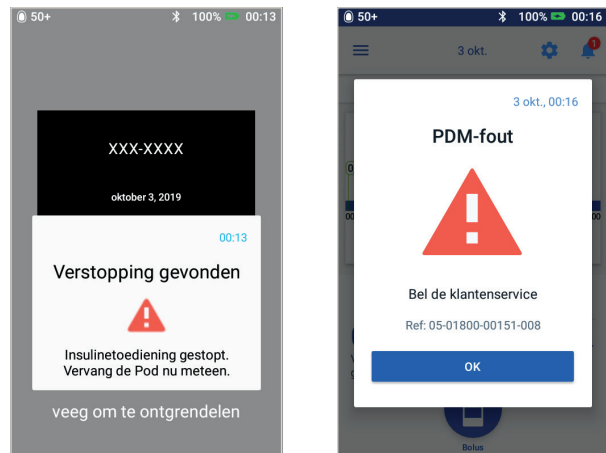 50+ 100% 00:13
XXX-XXXX
oktober 3, 2019
00:13
Verstopping gevonden
Insulinetoediening gestopt.
Vervang de Pod nu meteen.
veeg om te ontgrendelen
50+ 100% 00:16
3 okt.
1
3 okt., 00:16
PDM-fout
Bel de klantenservice
Ref: 05-01800-00151-008
OK
Bolus